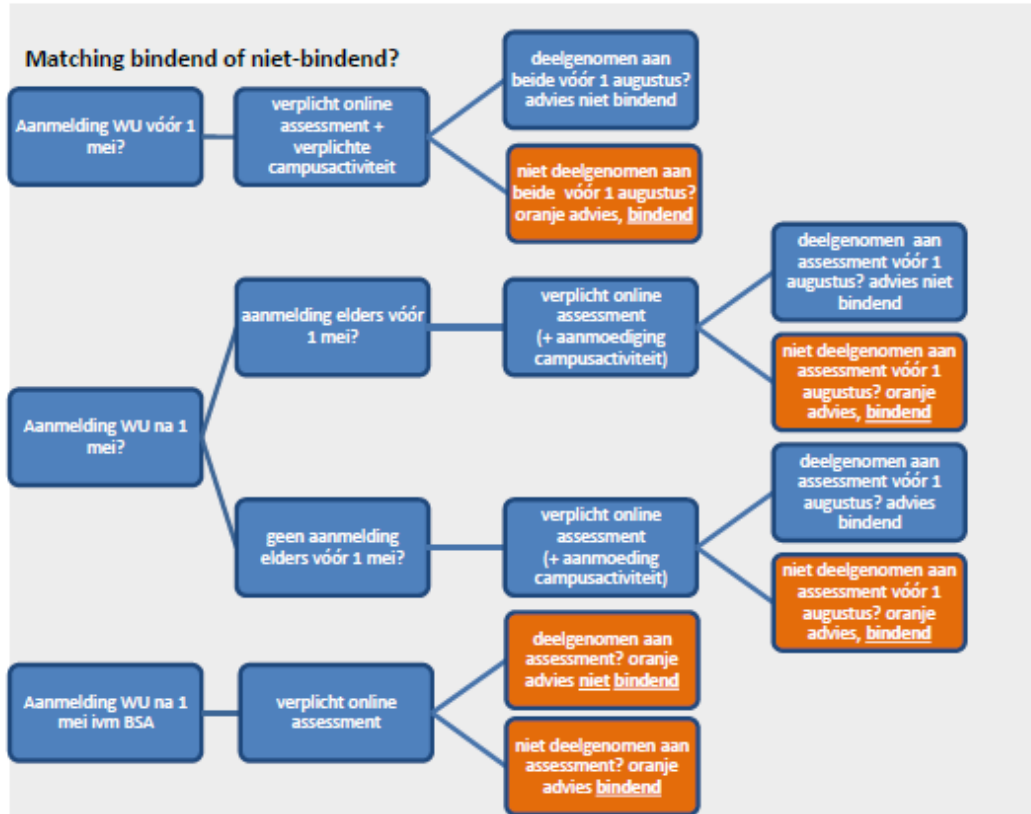 Matching bindend of niet-bindend?
Aanmelding WU vóór 1
mei?
verplicht online
assessment +
verplichte
campusactiviteit
deelgenomen aan
beide vóór 1 augustus?
advies niet bindend
niet deelgenomen aan
beide vóór 1 augustus?
oranje advies, bindend
Aanmelding WU na 1
mei?
aanmelding elders vóór
1 mei?
verplicht online
assessment
(+ aanmoediging
campusactiviteit)
deelgenomen aan
assessment vóór 1
augustus? advies niet
bindend
niet deelgenomen aan
assessment vóór 1
augustus? oranje
advies, bindend
geen aanmelding
elders vóór 1 mei?
verplicht online
assessment
(+ aanmoeding
campusactiviteit)
deelgenomen aan
assessment vóór 1
augustus? advies
bindend
niet deelgenomen aan
assessment vóór 1
augustus? oranje
advies, bindend
Aanmelding WU na 1
mei ivm BSA
verplicht online
assessment
deelgenomen aan
assessment? oranje
advies niet bindend
niet deelgenomen aan
assessment? oranje
advies bindend